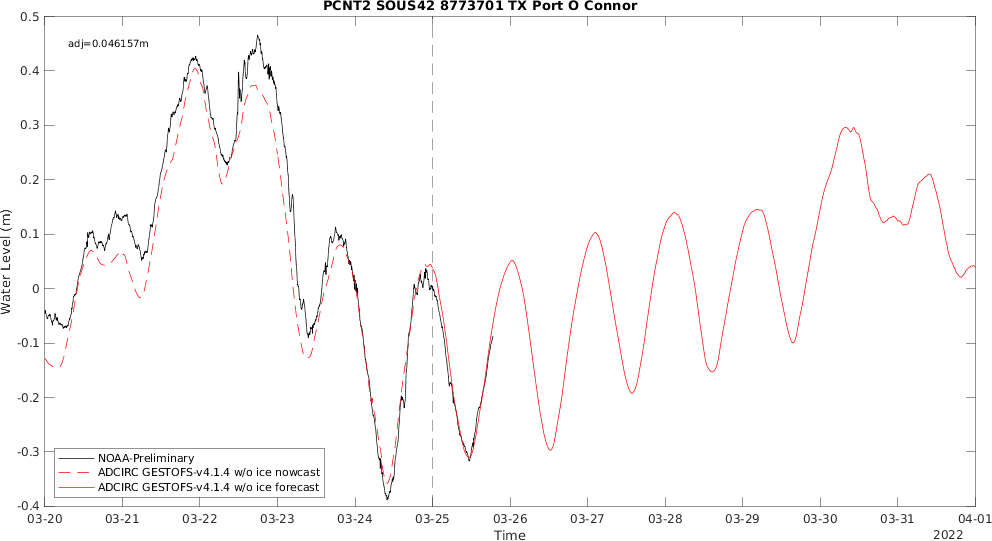 PCNT2 SOUS42 8773701 TX Port O Connor
adj=0.046157m
0.5
0.4
0.3
0.2
0.1
0
-0.1
-0.2
-0.3
-0.4
Water Level (m)
NOAA-Preliminary
ADCIRC GESTOFS-v4.1.4 w/o ice nowcast
ADCIRC GESTOFS-v4.1.4 w/o ice forecast
03-20 03-21 03-22 03-23 03-24 03-25 03-26 03-27 03-28 03-29 03-30 03-31 04-01
Time
2022